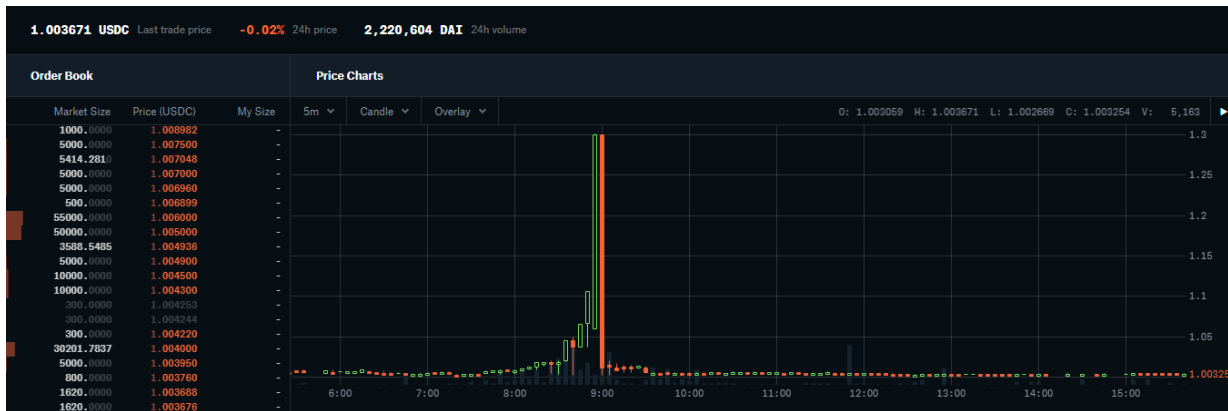 1.003671 USDC Last trade price -0.02% 24h price 2,220,604 DAI 24h volume
Order Book Price Charts
Market Size Price (USDC) My Size 5m Candle Overlay O: 1.003059 H: 1.003671 L: 1.002669 C: 1.003254 V: 5,163
1000.0000 1.008982 -
5000.0000 1.007500 -
5414.2810 1.007048 -
5000.0000 1.007000 -
5000.0000 1.006960 -
500.0000 1.006899 -
55000.0000 1.006000 -
50000.0000 1.005000 -
3588.5485 1.004936 -
5000.0000 1.004900 -
10000.0000 1.004500 -
10000.0000 1.004300 -
300.0000 1.004253 -
300.0000 1.004244 -
300.0000 1.004220 -
30201.7837 1.004000 -
5000.0000 1.003950 -
800.0000 1.003760 -
1620.0000 1.003688 -
1620.0000 1.003676 -
1.3
1.25
1.2
1.15
1.1
1.05
1.00325
6:00 7:00 8:00 9:00 10:00 11:00 12:00 13:00 14:00 15:00